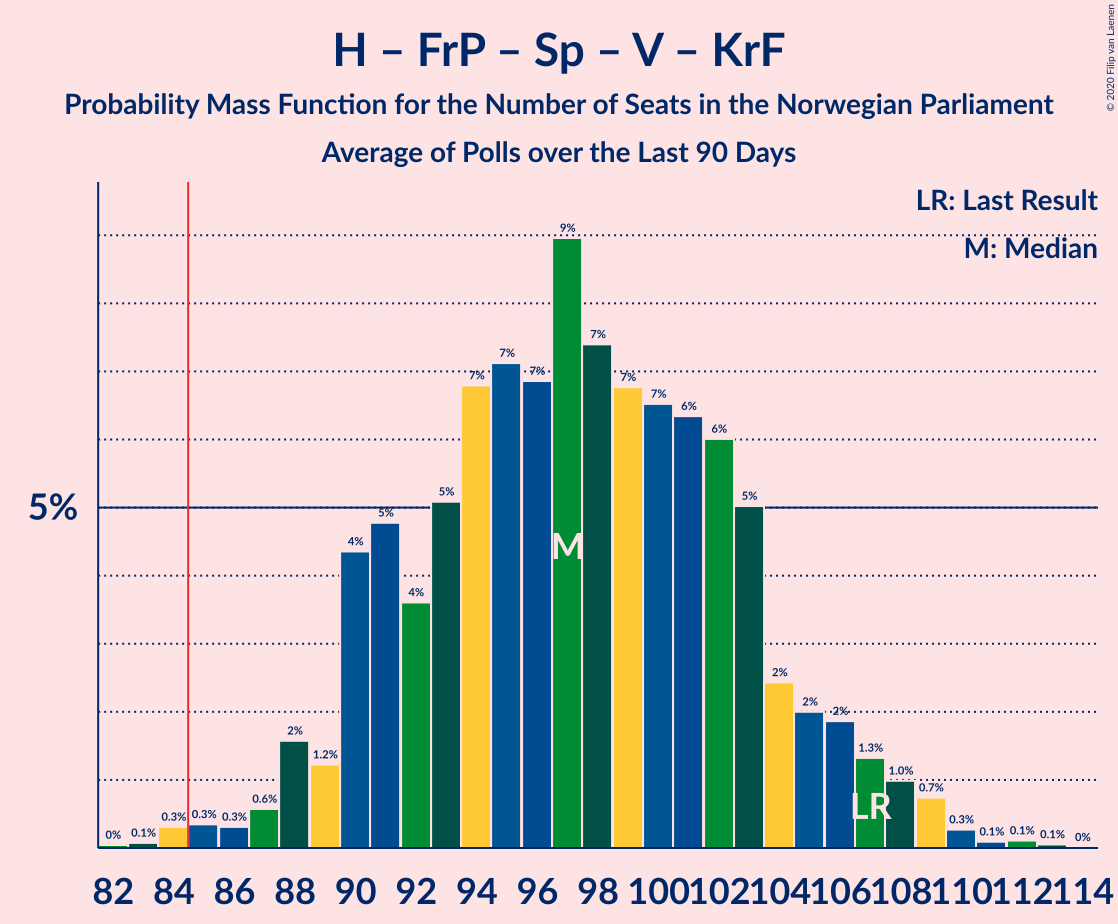 H – FrP – Sp – V – KrF
Probability Mass Function for the Number of Seats in the Norwegian Parliament
Average of Polls over the Last 90 Days
© 2020 Filip van Laenen
LR: Last Result
M: Median
5%
0% 0.1% 0.3% 0.3% 0.3% 0.6% 2% 1.2% 4% 5% 4% 5% 7% 7% 7% 9% 7% 7% 7% 6% 6% 5% 2% 2% 2% 1.3% 1.0% 0.7% 0.3% 0.1% 0.1% 0.1% 0%
M
LR
82 84 86 88 90 92 94 96 98 100 102 104 106 108 110 112 114